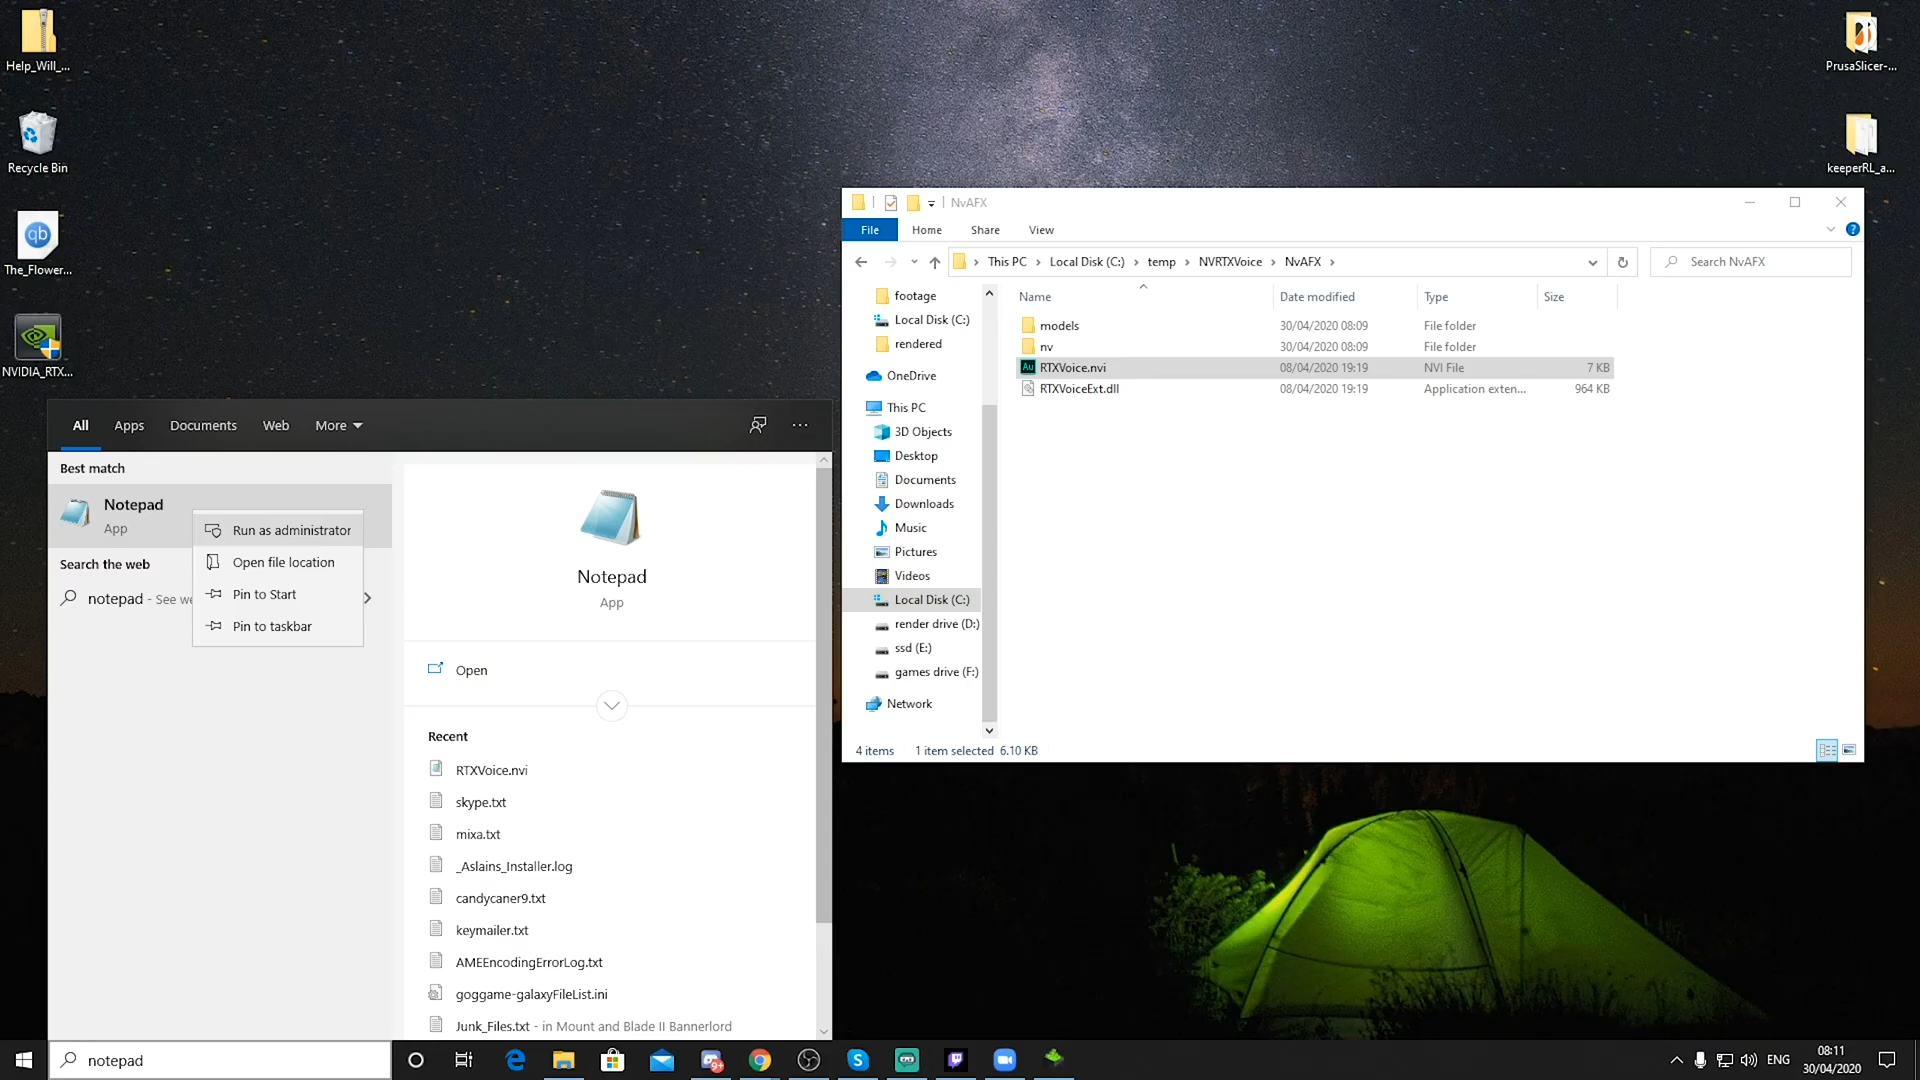 Help_Will_...
Recycle Bin
qb
The_Flower...
NVIDIA_RTX...
PrusaSlicer-...
keeperRL_a...
NvAFX
File
Home
Share
View
?
This PC
Local Disk (C:)
temp
NVRTXVoice
NvAFX
Search NvAFX
footage
Local Disk (C:)
rendered
OneDrive
This PC
3D Objects
Desktop
Documents
Downloads
Music
Pictures
Videos
Local Disk (C:)
render drive (D:)
ssd (E:)
games drive (F:)
Network
Name
Date modified
Type
Size
models 30/04/2020 08:09 File folder
nv 30/04/2020 08:09 File folder
Au RTXVoice.nvi 08/04/2020 19:19 NVI File 7 KB
RTXVoiceExt.dll 08/04/2020 19:19 Application exten... 964 KB
4 items 1 item selected 6.10 KB
All
Apps
Documents
Web
More
...
Best match
Notepad
App
Search the web
notepad - See we
Run as administrator
Open file location
Pin to Start
Pin to taskbar
Notepad
App
Open
Recent
RTXVoice.nvi
skype.txt
mixa.txt
_Aslains_Installer.log
candycaner9.txt
keymailer.txt
AMEEncodingErrorLog.txt
goggame-galaxyFileList.ini
Junk_Files.txt - in Mount and Blade II Bannerlord
notepad
9+
ENG
08:11
30/04/2020